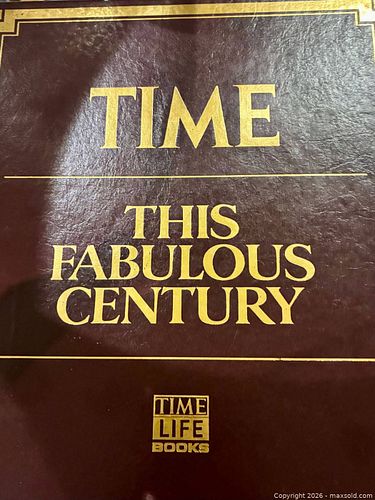 TIME
THIS
FABULOUS
CENTURY
TIME
LIFE
BOOKS
Copyright 2026 - maxsold.com